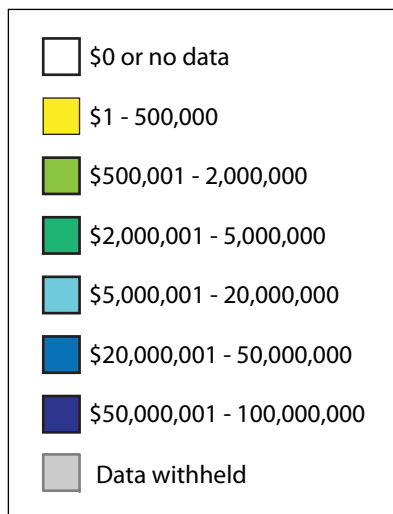 $0 or no data
$1 - 500,000
$500,001 - 2,000,000
$2,000,001 - 5,000,000
$5,000,001 - 20,000,000
$20,000,001 - 50,000,000
$50,000,001 - 100,000,000
Data withheld